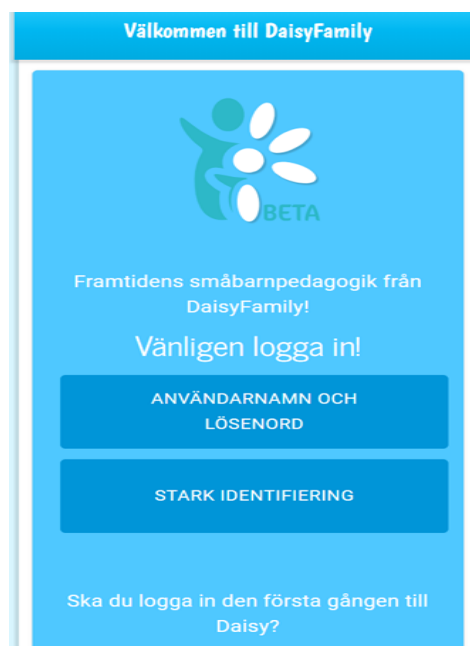 Välkommen till DaisyFamily
BETA
Framtidens småbarnpedagogik från
DaisyFamily!
Vänligen logga in!
ANVÄNDARNAMN OCH
LÖSENORD
STARK IDENTIFIERING
Ska du logga in den första gången till
Daisy?